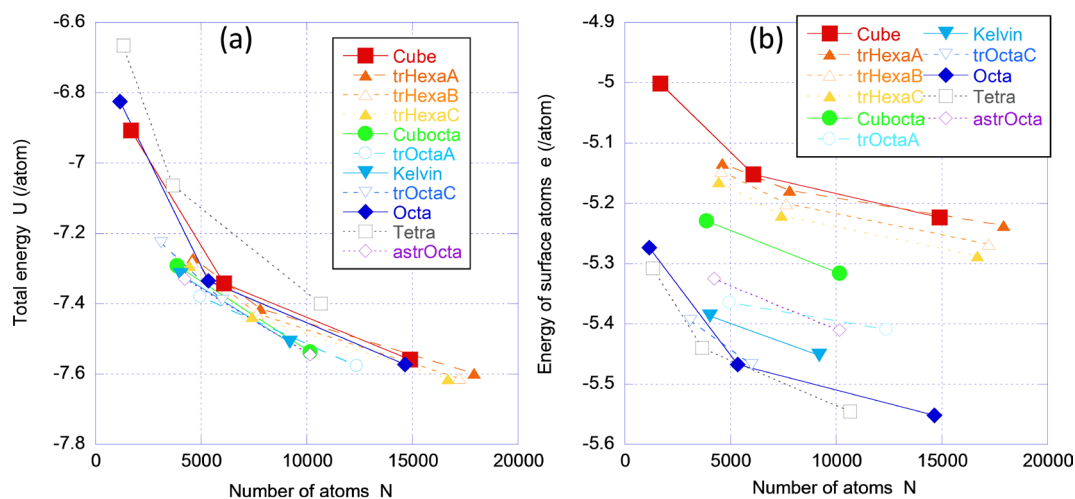 (a)
Total energy U (/atom)
-6.6
-6.8
-7
-7.2
-7.4
-7.6
-7.8
Cube
trHexaA
trHexaB
trHexaC
Cubocta
trOctaA
Kelvin
trOctaC
Octa
Tetra
astrOcta
0 5000 10000 15000 20000
Number of atoms N
(b)
Energy of surface atoms e (/atom)
-4.9
-5
-5.1
-5.2
-5.3
-5.4
-5.5
-5.6
Cube
trHexaA
trHexaB
trHexaC
Cubocta
trOctaA
Kelvin
trOctaC
Octa
Tetra
astrOcta
0 5000 10000 15000 20000
Number of atoms N